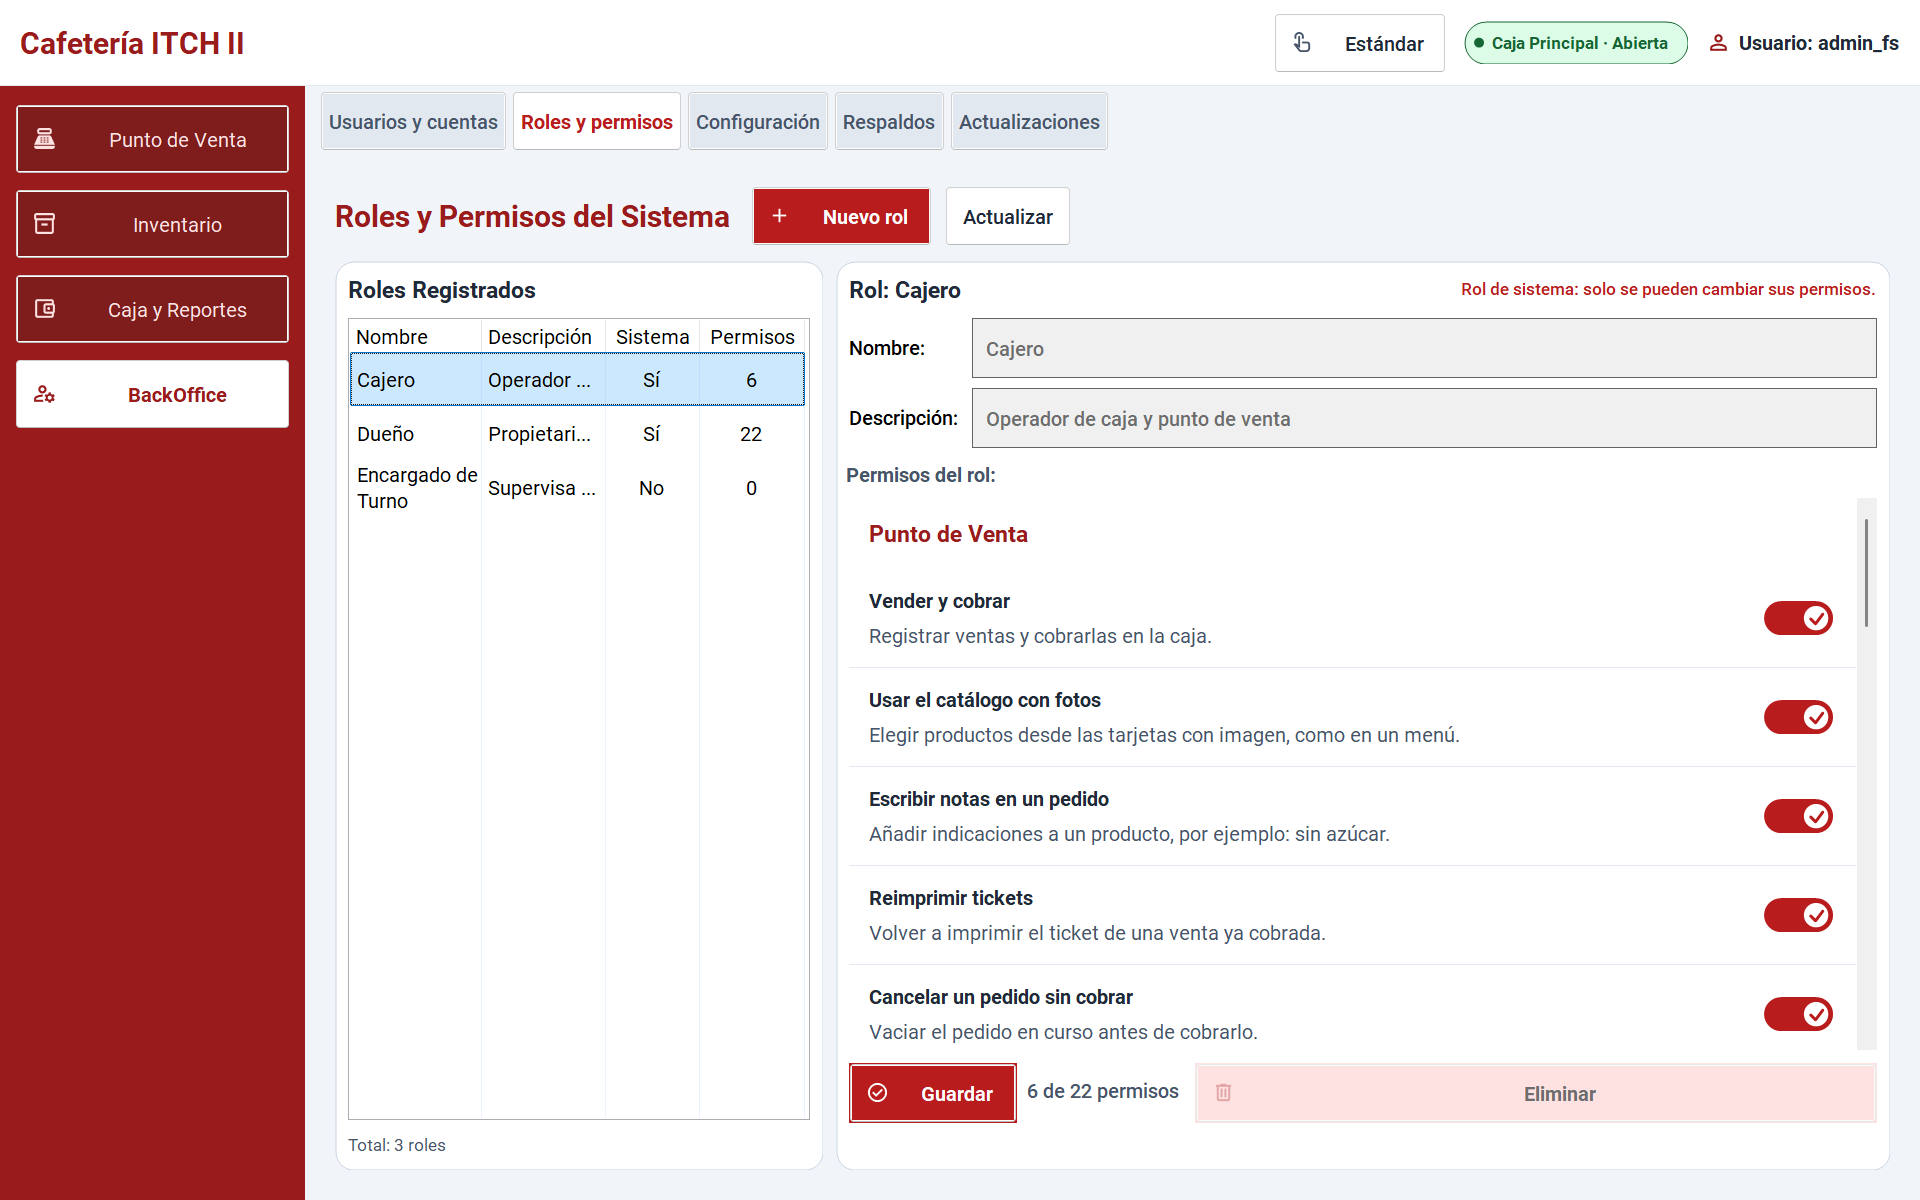 Cafetería ITCH II
Estándar
Caja Principal · Abierta
Usuario: admin_fs
Punto de Venta
Inventario
Caja y Reportes
BackOffice
Usuarios y cuentas
Roles y permisos
Configuración
Respaldos
Actualizaciones
Roles y Permisos del Sistema
Nuevo rol
Actualizar
Roles Registrados
Nombre Descripción Sistema Permisos
Cajero Operador ... Sí 6
Dueño Propietari... Sí 22
Encargado de Turno Supervisa ... No 0
Total: 3 roles
Rol: Cajero
Rol de sistema: solo se pueden cambiar sus permisos.
Nombre: Cajero
Descripción: Operador de caja y punto de venta
Permisos del rol:
Punto de Venta
Vender y cobrar
Registrar ventas y cobrarlas en la caja.
Usar el catálogo con fotos
Elegir productos desde las tarjetas con imagen, como en un menú.
Escribir notas en un pedido
Añadir indicaciones a un producto, por ejemplo: sin azúcar.
Reimprimir tickets
Volver a imprimir el ticket de una venta ya cobrada.
Cancelar un pedido sin cobrar
Vaciar el pedido en curso antes de cobrarlo.
Guardar
6 de 22 permisos
Eliminar